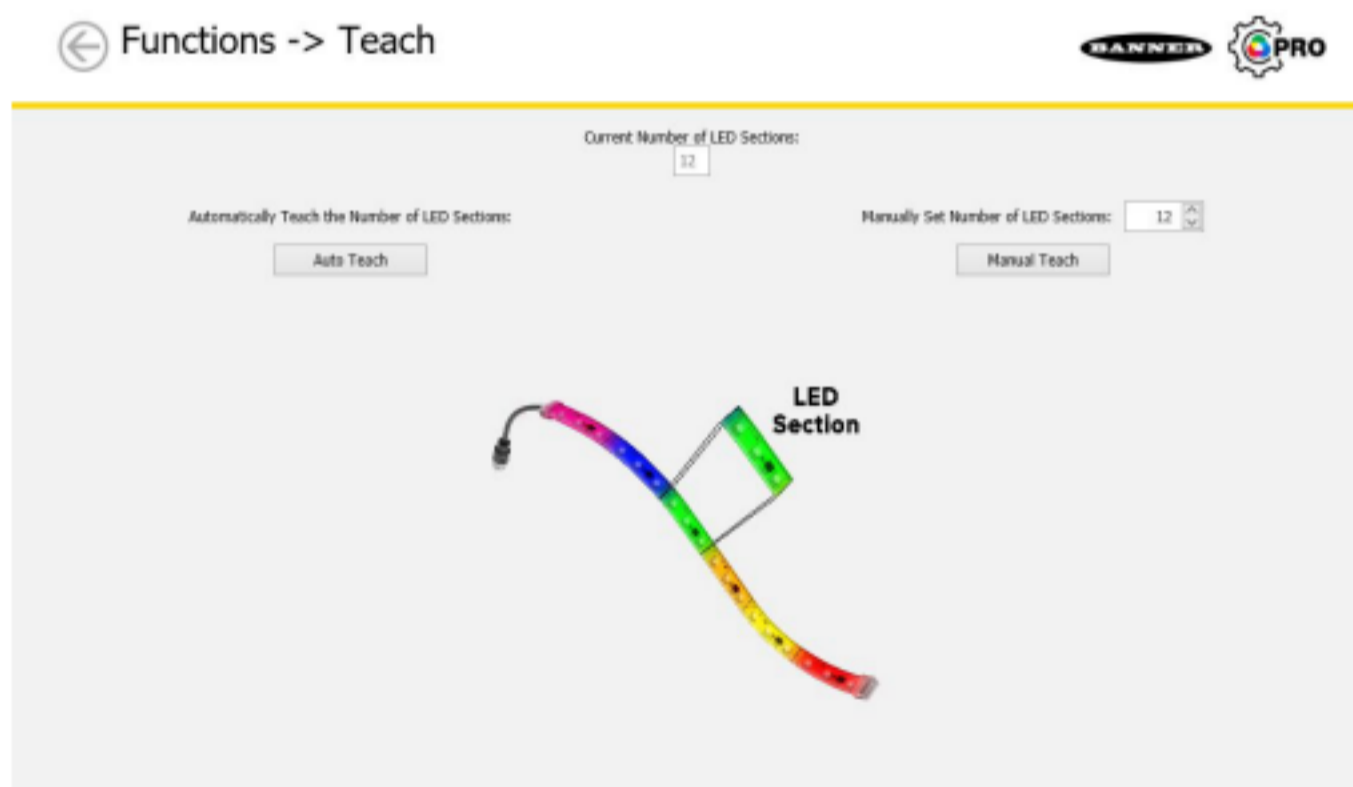 Functions -> Teach
BANNER
PRO
Current Number of LED Sections:
12
Automatically Teach the Number of LED Sections:
Auto Teach
Manually Set Number of LED Sections:
12
Manual Teach
LED
Section